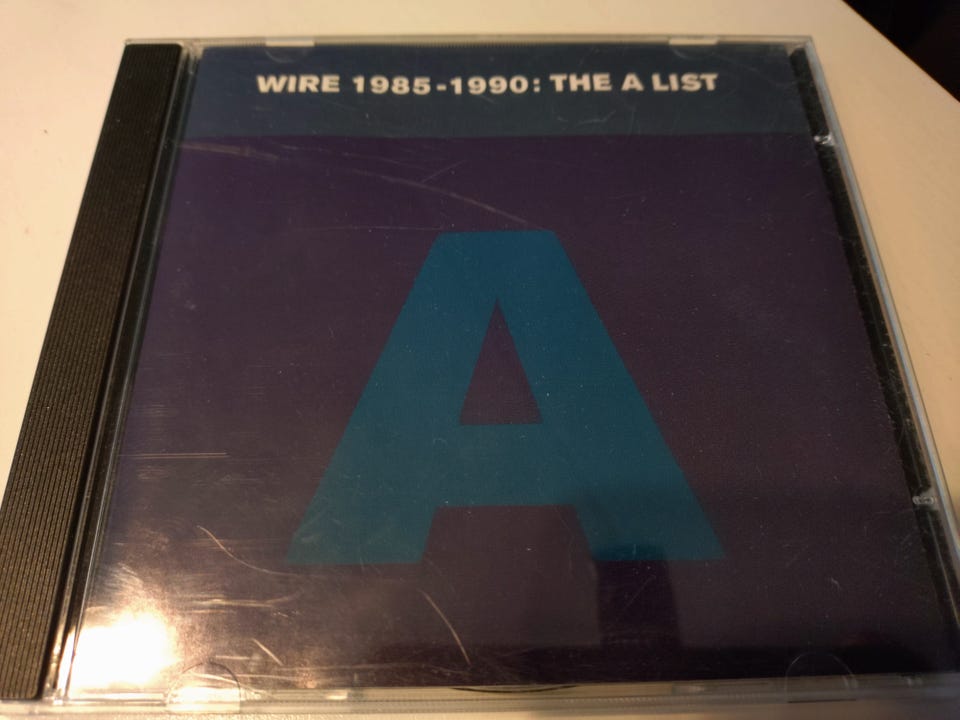 WIRE 1985-1990: THE A LIST
A